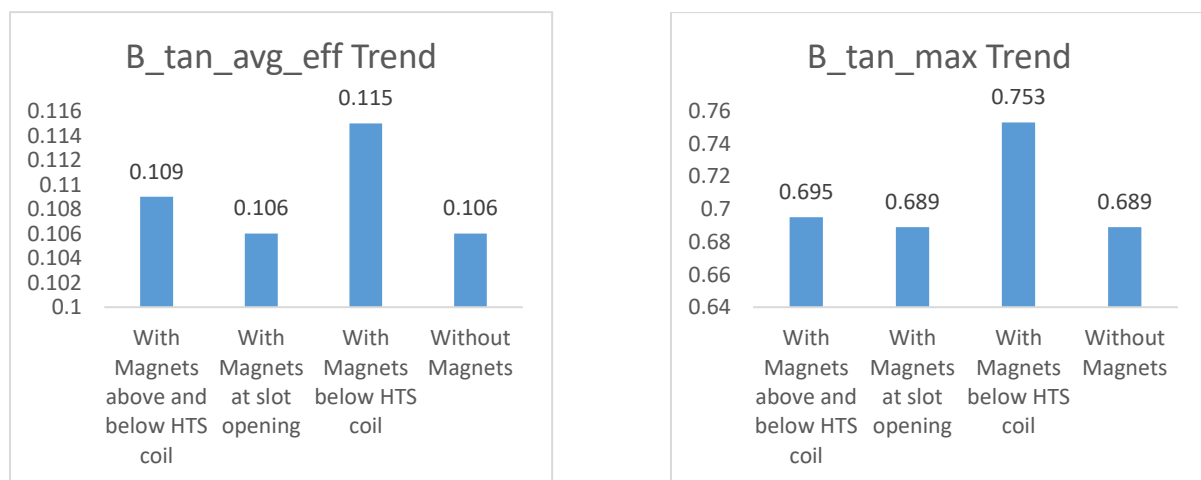 B_tan_avg_eff Trend
0.116
0.114
0.112
0.11
0.108
0.106
0.104
0.102
0.1
0.109
0.106
0.115
0.106
With
Magnets
above and
below HTS
coil
With
Magnets
at slot
opening
With
Magnets
below HTS
coil
Without
Magnets
B_tan_max Trend
0.76
0.74
0.72
0.7
0.68
0.66
0.64
0.695
0.689
0.753
0.689
With
Magnets
above and
below HTS
coil
With
Magnets
at slot
opening
With
Magnets
below HTS
coil
Without
Magnets